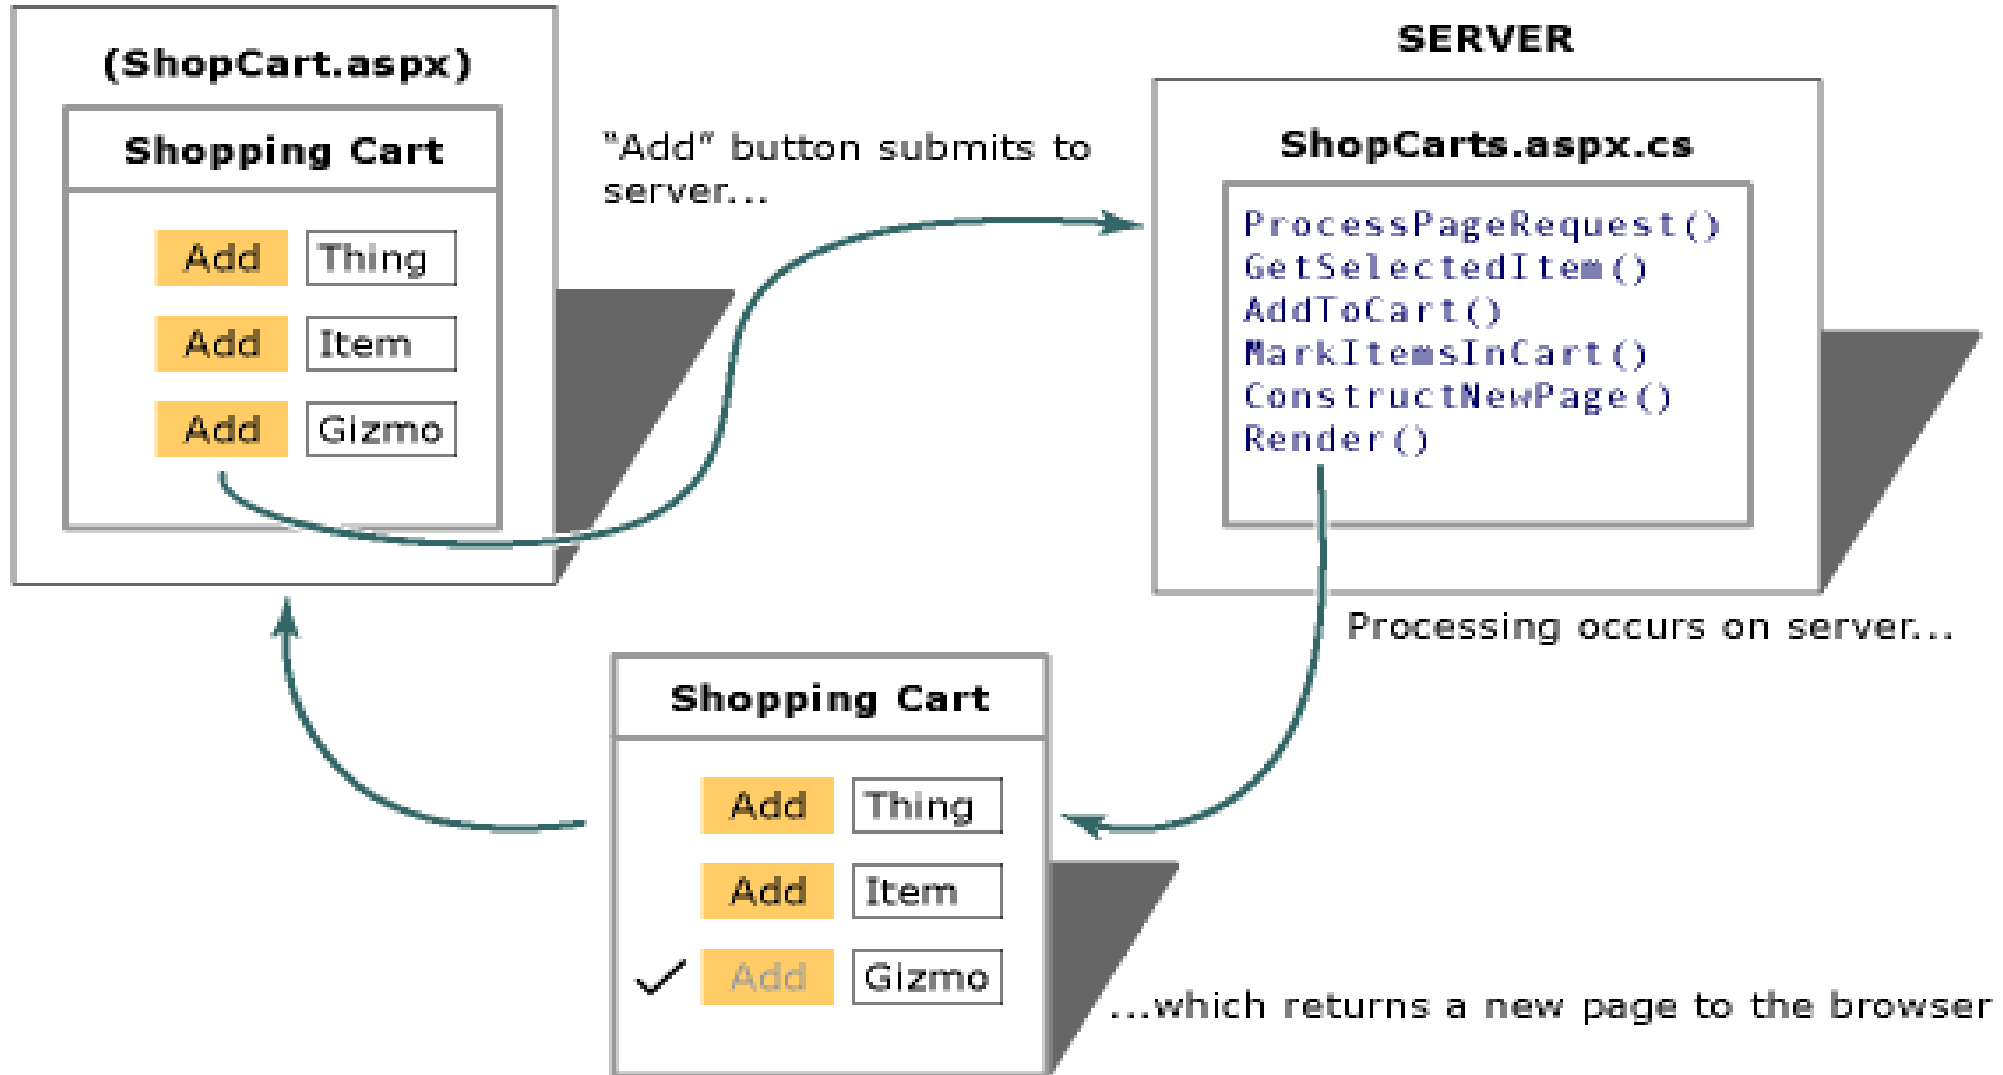 (ShopCart.aspx)
Shopping Cart
Add Thing
Add Item
Add Gizmo
“Add” button submits to
server...
SERVER
ShopCarts.aspx.cs
ProcessPageRequest()
GetSelectedItem()
AddToCart()
MarkItemsInCart()
ConstructNewPage()
Render()
Processing occurs on server...
Shopping Cart
Add Thing
Add Item
Add Gizmo
...which returns a new page to the browser